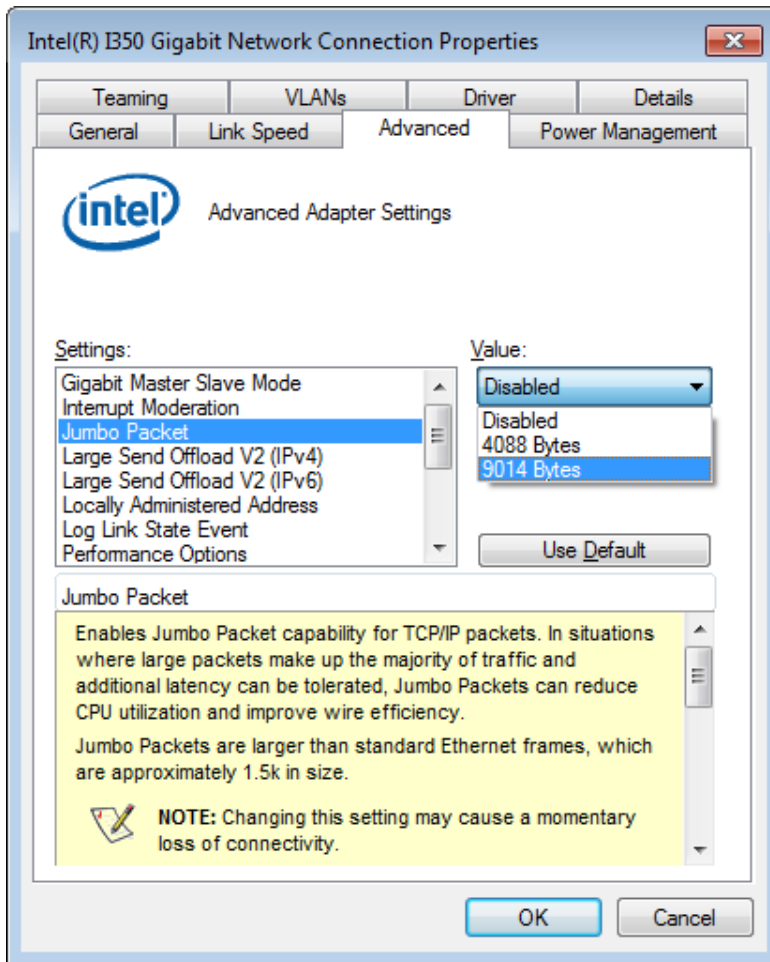 Intel(R) I350 Gigabit Network Connection Properties
Teaming VLANs Driver Details
General Link Speed Advanced Power Management
intel Advanced Adapter Settings
Settings: Value:
Gigabit Master Slave Mode
Interrupt Moderation
Jumbo Packet
Large Send Offload V2 (IPv4)
Large Send Offload V2 (IPv6)
Locally Administered Address
Log Link State Event
Performance Options
Disabled
Disabled
4088 Bytes
9014 Bytes
Use Default
Jumbo Packet
Enables Jumbo Packet capability for TCP/IP packets. In situations
where large packets make up the majority of traffic and
additional latency can be tolerated, Jumbo Packets can reduce
CPU utilization and improve wire efficiency.
Jumbo Packets are larger than standard Ethernet frames, which
are approximately 1.5k in size.
NOTE: Changing this setting may cause a momentary
loss of connectivity.
OK Cancel